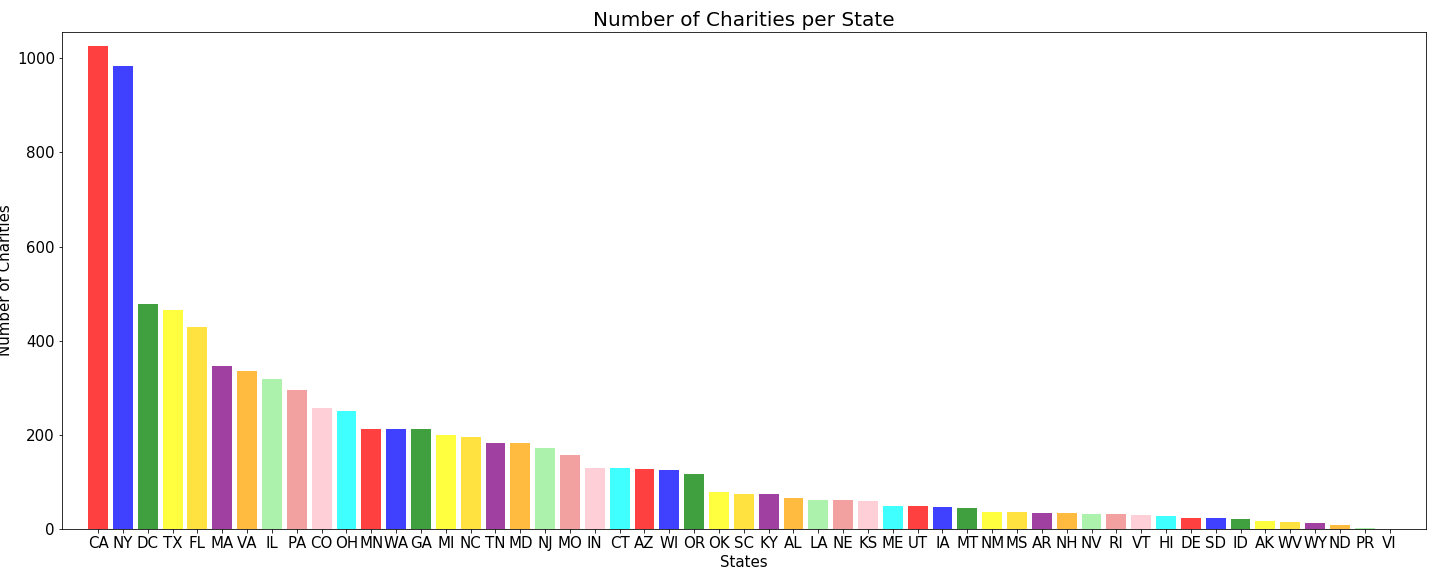 Number of Charities per State
1000
800
600
400
200
0
Number of Charities
CA NY DC TX FL MA VA IL PA CO OH MN WA GA MI NC TN MD NJ MO IN CT AZ WI OR OK SC KY AL LA NE KS ME UT IA MT NM MS AR NH NV RI VT HI DE SD ID AK WV WY ND PR VI
States